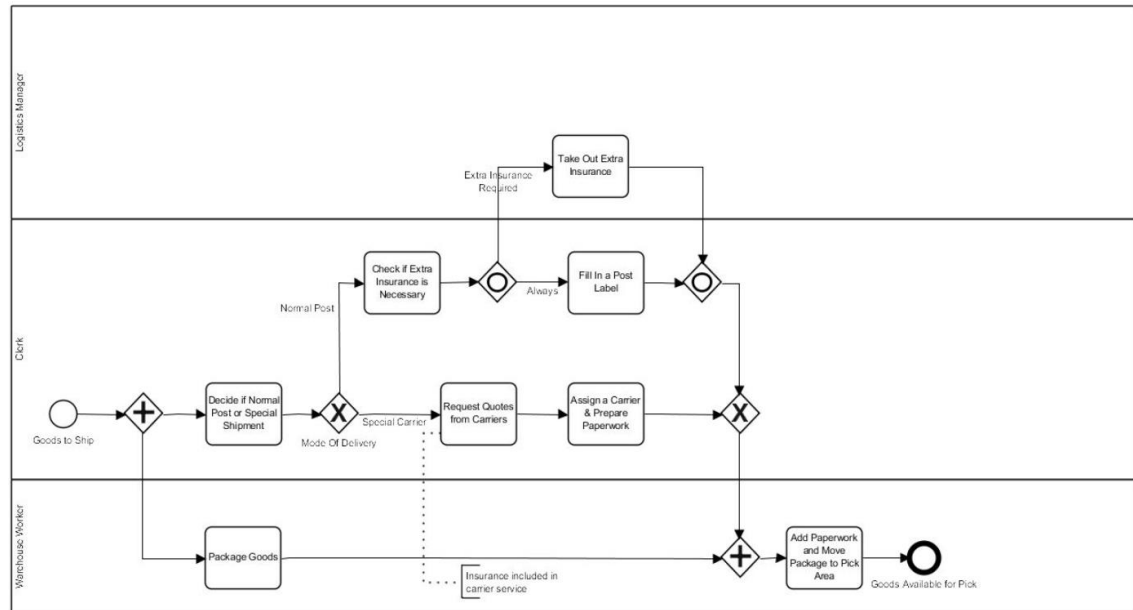 Logistics Manager
Take Out Extra
Insurance
Extra Insurance
Required
Clerk
Check if Extra
Insurance is
Necessary
Fill In a Post
Label
Always
Normal Post
Decide if Normal
Post or Special
Shipment
Request Quotes
from Carriers
Assign a Carrier
& Prepare
Paperwork
Special Carrier
Goods to Ship
Mode Of Delivery
Warehouse Worker
Package Goods
Add Paperwork
and Move
Package to Pick
Area
Insurance included in
carrier service
Goods Available for Pick